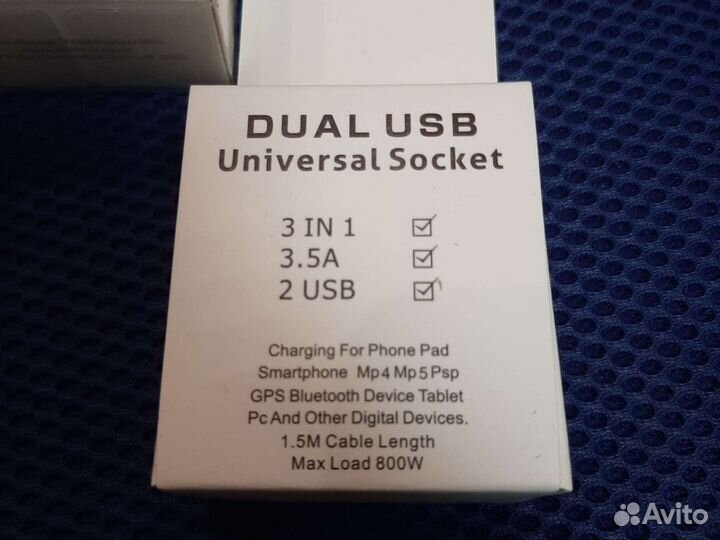 DUAL USB
Universal Socket
3 IN 1
3.5A
2 USB
Charging For Phone Pad
Smartphone Mp4 Mp5 Psp
GPS Bluetooth Device Tablet
Pc And Other Digital Devices.
1.5M Cable Length
Max Load 800W
Avito